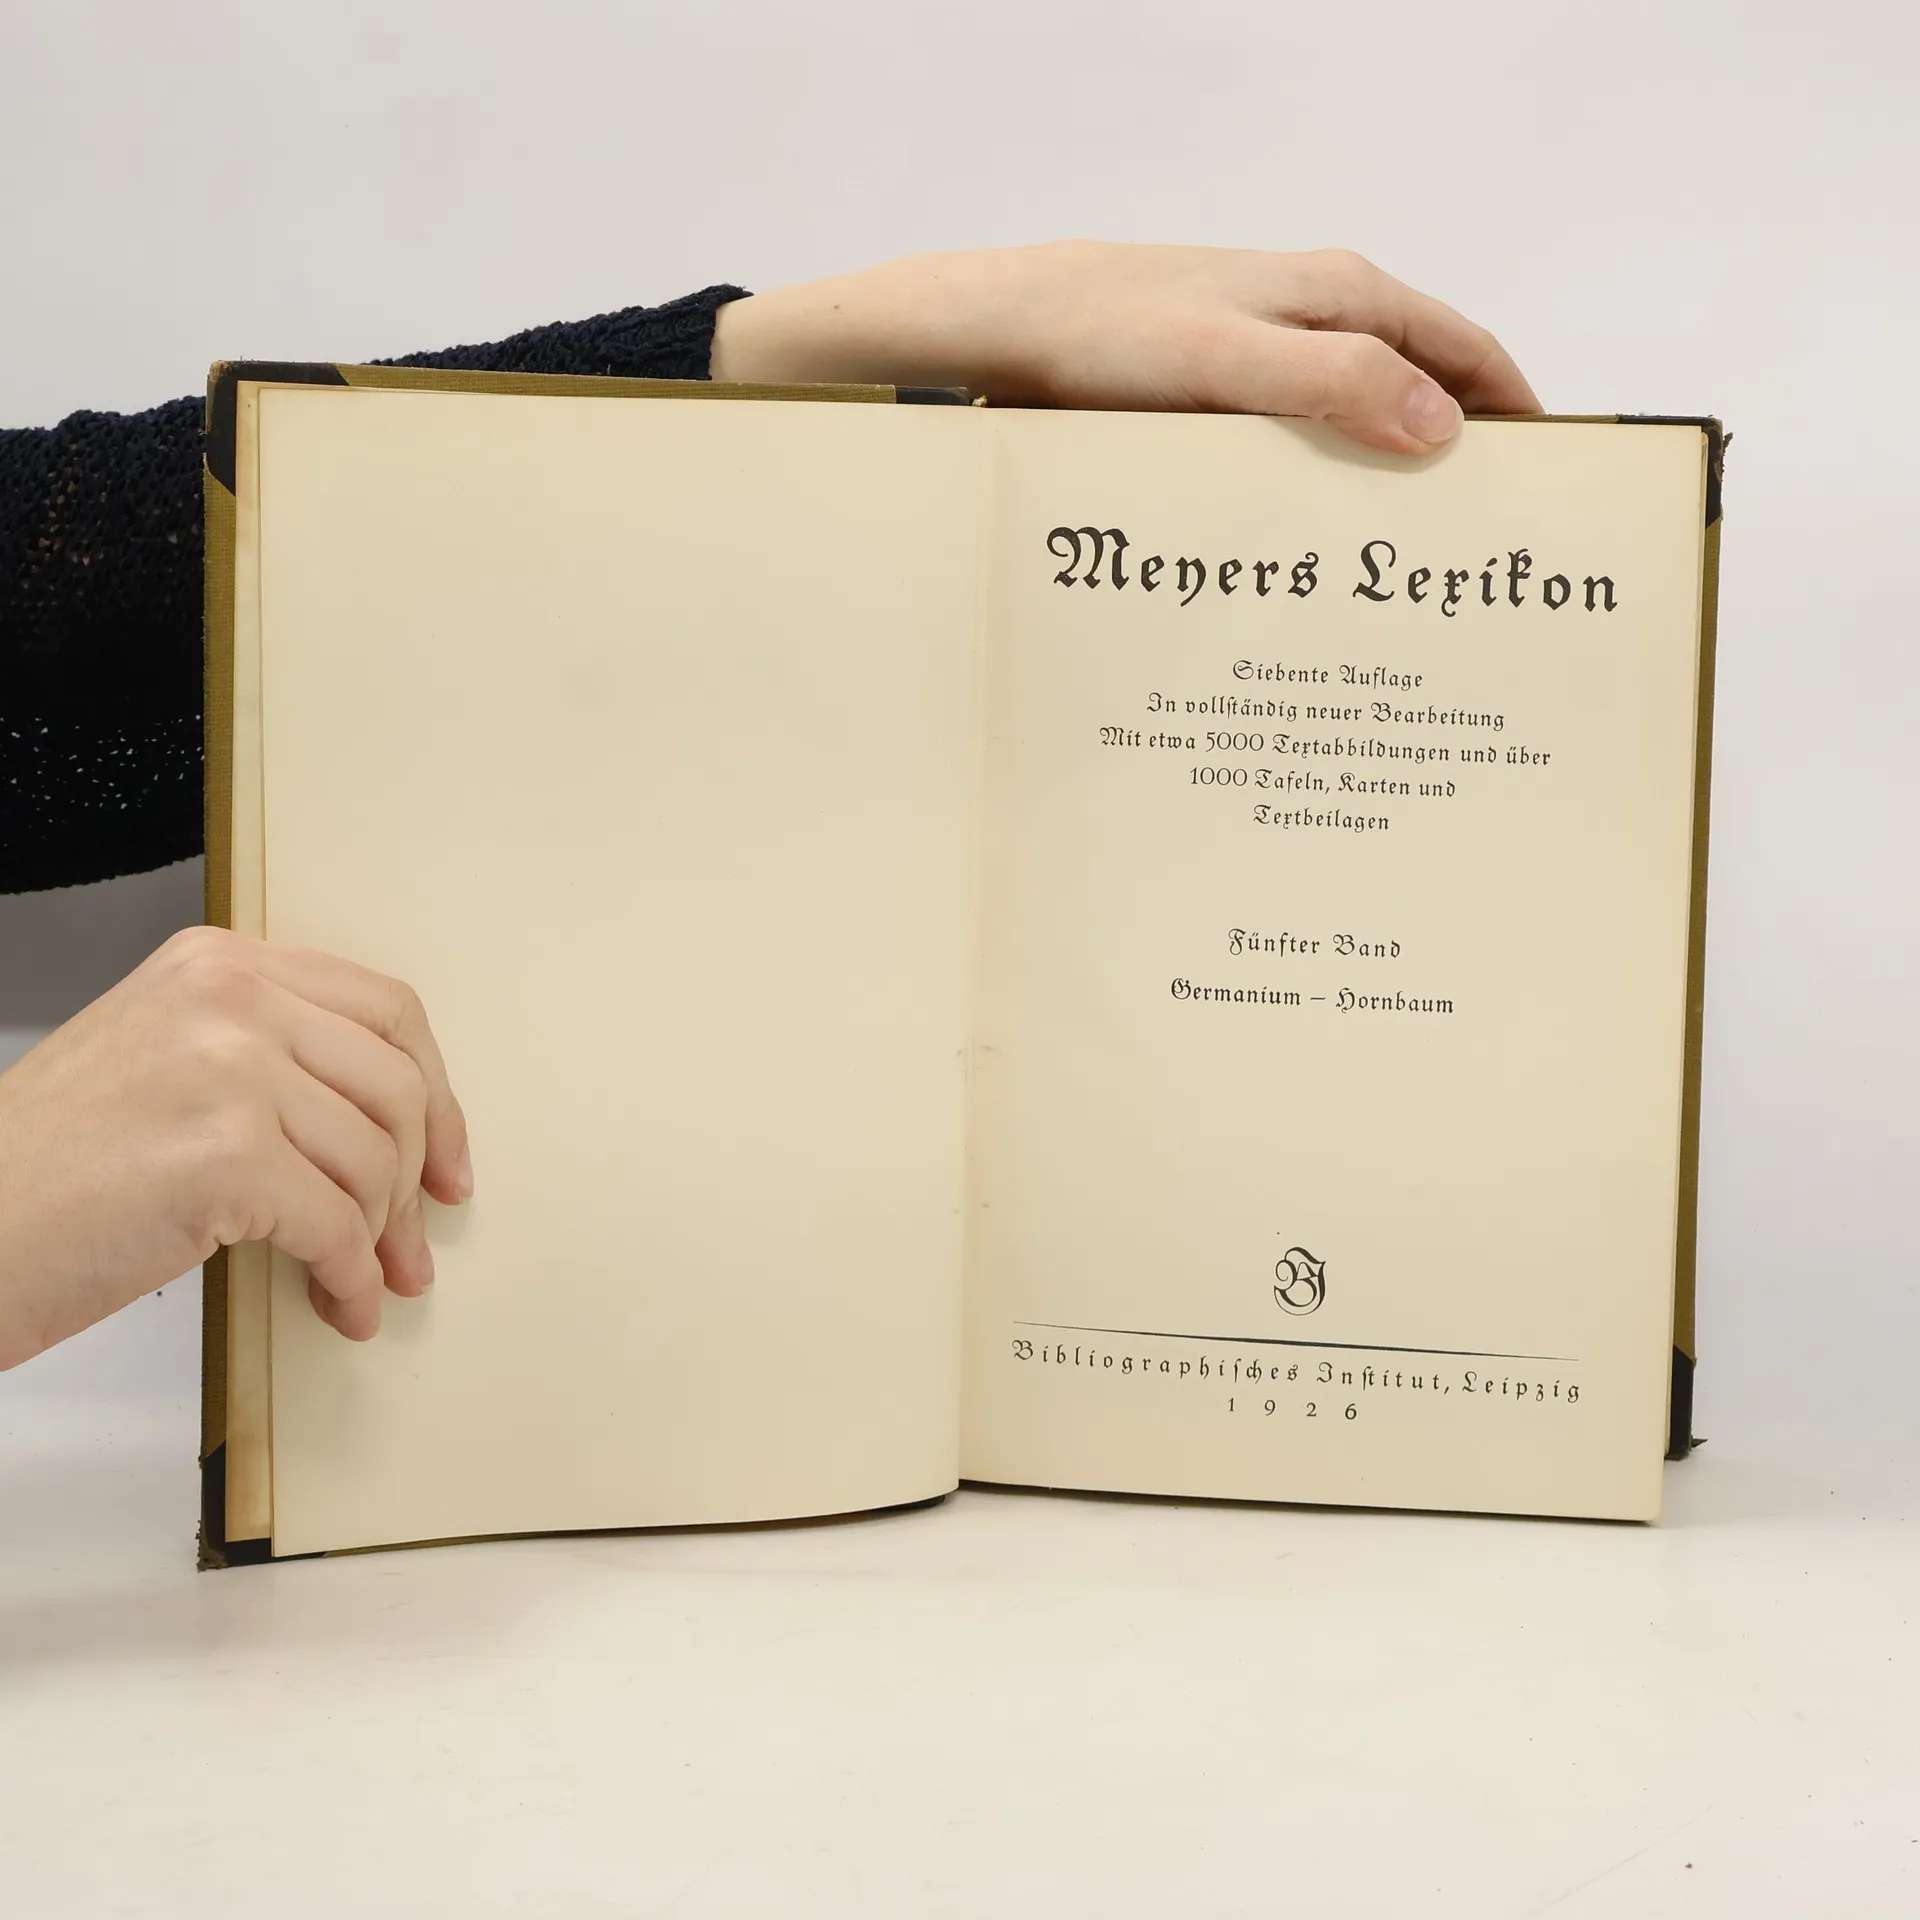 Meyers Lexikon
Siebente Auflage
In vollſtändig neuer Bearbeitung
Mit etwa 5000 Textabbildungen und über
1000 Tafeln, Karten und
Textbeilagen
Fünfter Band
Germanium – Hornbaum
BI
Bibliographiſches Inſtitut, Leipzig
1926